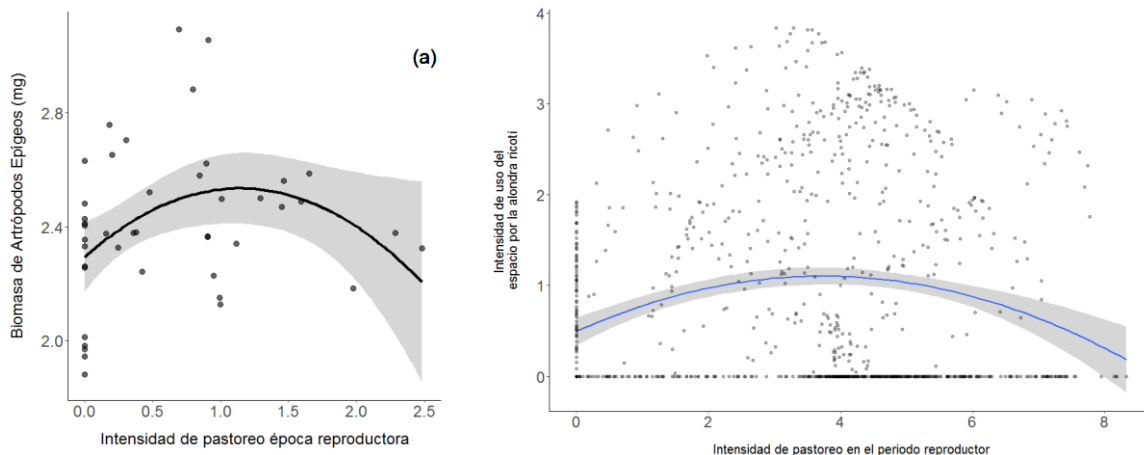 (a)
Biomasa de Artrópodos Epígeos (mg)
2.8
2.4
2.0
0.0 0.5 1.0 1.5 2.0 2.5
Intensidad de pastoreo época reproductora
Intensidad de uso del
espacio por la alondra ricotí
4
3
2
1
0
0 2 4 6 8
Intensidad de pastoreo en el periodo reproductor